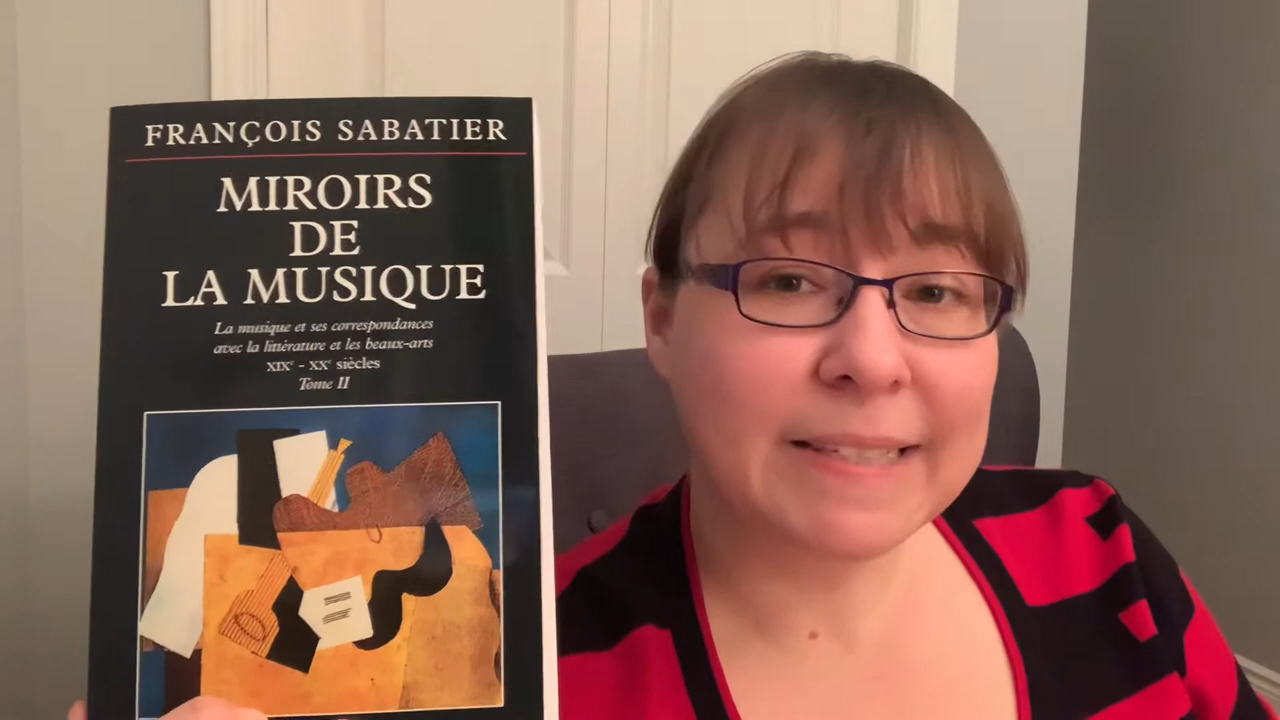 FRANÇOIS SABATIER
MIROIRS
DE
LA MUSIQUE
La musique et ses correspondances
avec la littérature et les beaux-arts
XIXᵉ - XXᵉ siècles
Tome II